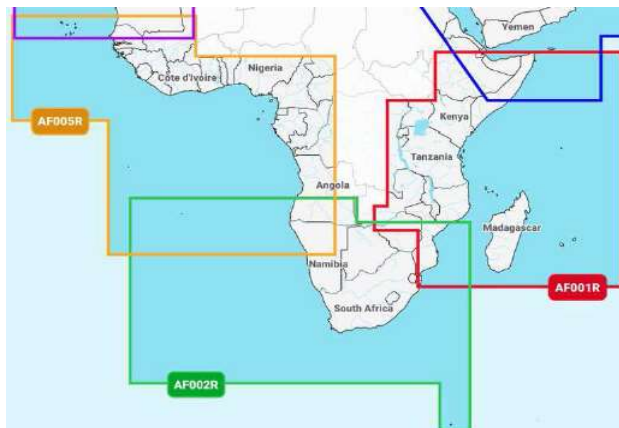 Yemen
Côte d'Ivoire
Nigeria
Kenya
AF005R
Tanzania
Angola
Madagascar
Namibia
AF001R
South Africa
AF002R